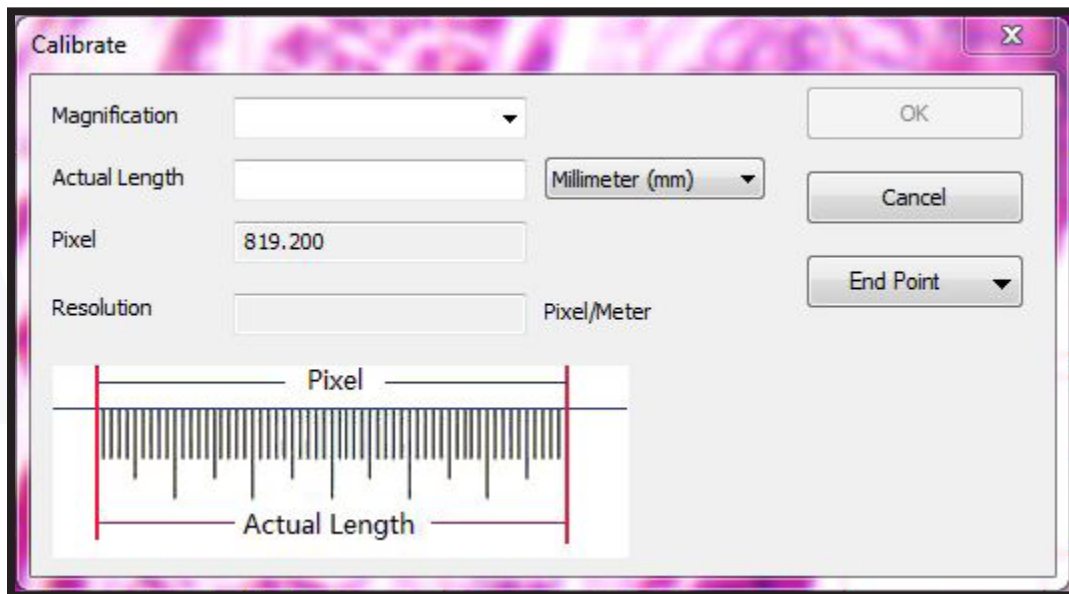 Calibrate
Magnification
OK
Actual Length
Millimeter (mm)
Cancel
Pixel
819.200
End Point
Resolution
Pixel/Meter
Pixel
Actual Length